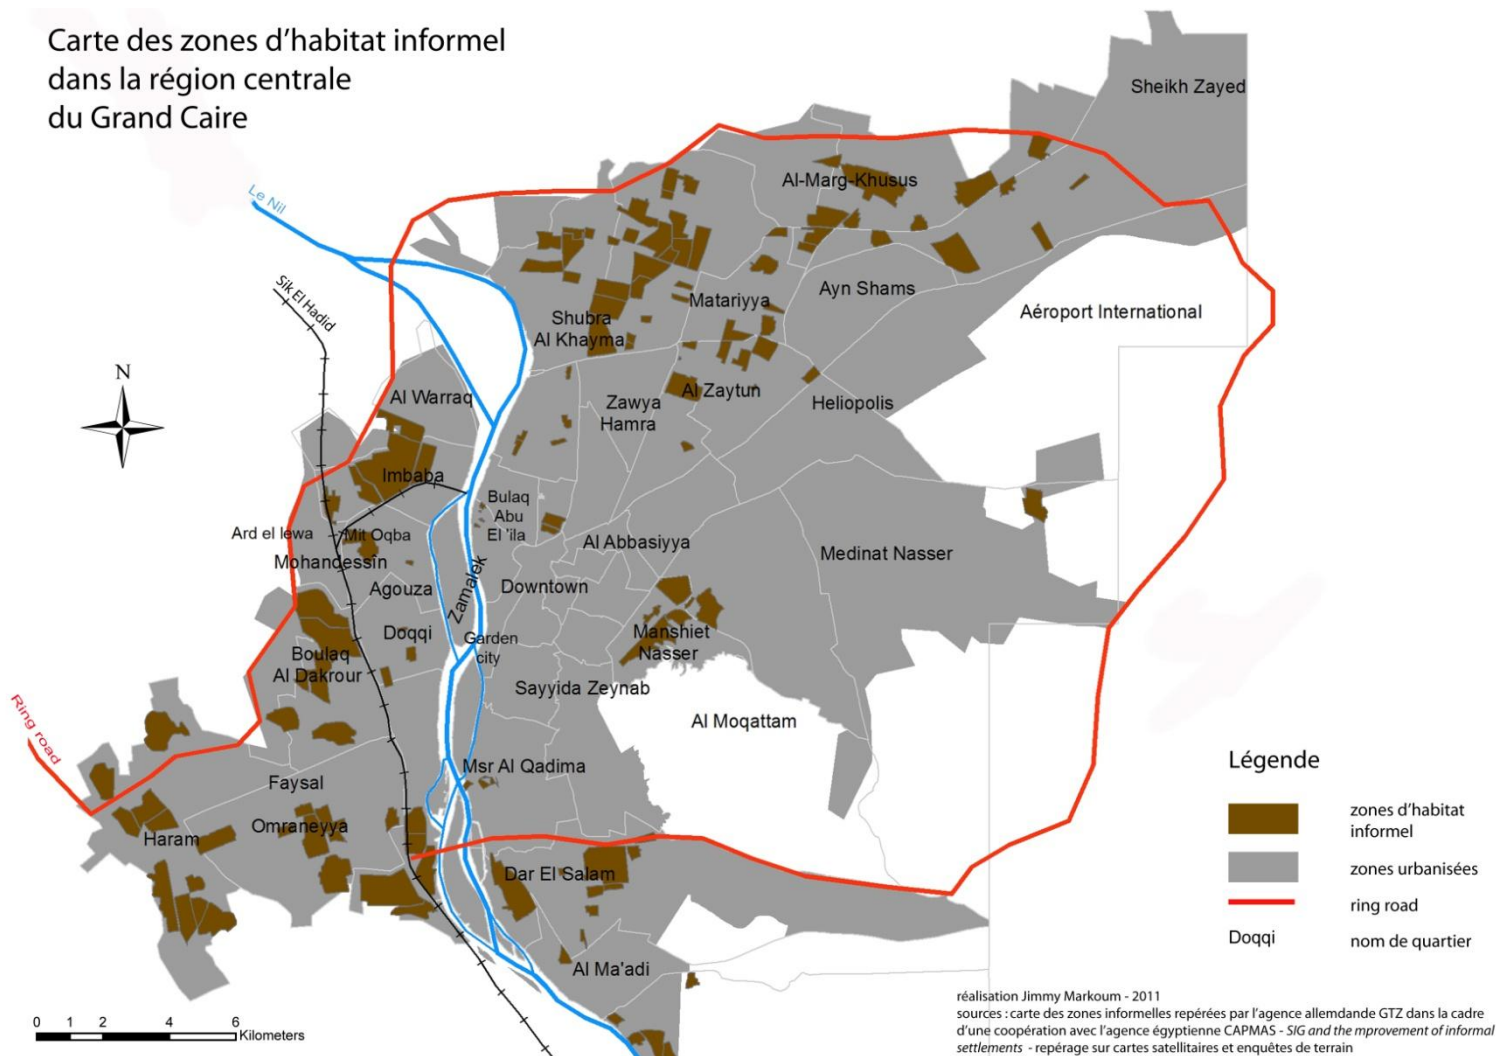 Carte des zones d’habitat informel
dans la région centrale
du Grand Caire
Sheikh Zayed
Al-Marg-Khusus
Le Nil
Sik El Hadid
Ayn Shams
Matariyya
Aéroport International
Shubra
Al Khayma
N
Al Warraq
Al Zaytun
Zawya
Hamra
Heliopolis
Imbaba
Bulaq
Abu
El 'ila
Ard el lewa
Mit Oqba
Al Abbasiyya
Medinat Nasser
Mohandessin
Agouza
Zamalek
Downtown
Doqqi
Garden
city
Manshiet
Nasser
Boulaq
Al Dakrour
Sayyida Zeynab
Al Moqattam
Ring road
Msr Al Qadima
Faysal
Omraneyya
Haram
Dar El Salam
Al Ma'adi
Légende
zones d’habitat
informel
zones urbanisées
ring road
Doqqi nom de quartier
0 1 2 4 6
Kilometers
réalisation Jimmy Markoum - 2011
sources : carte des zones informelles repérées par l’agence allemdande GTZ dans la cadre
d’une coopération avec l’agence égyptienne CAPMAS - SIG and the mprovement of informal
settlements - repérage sur cartes satellitaires et enquêtes de terrain